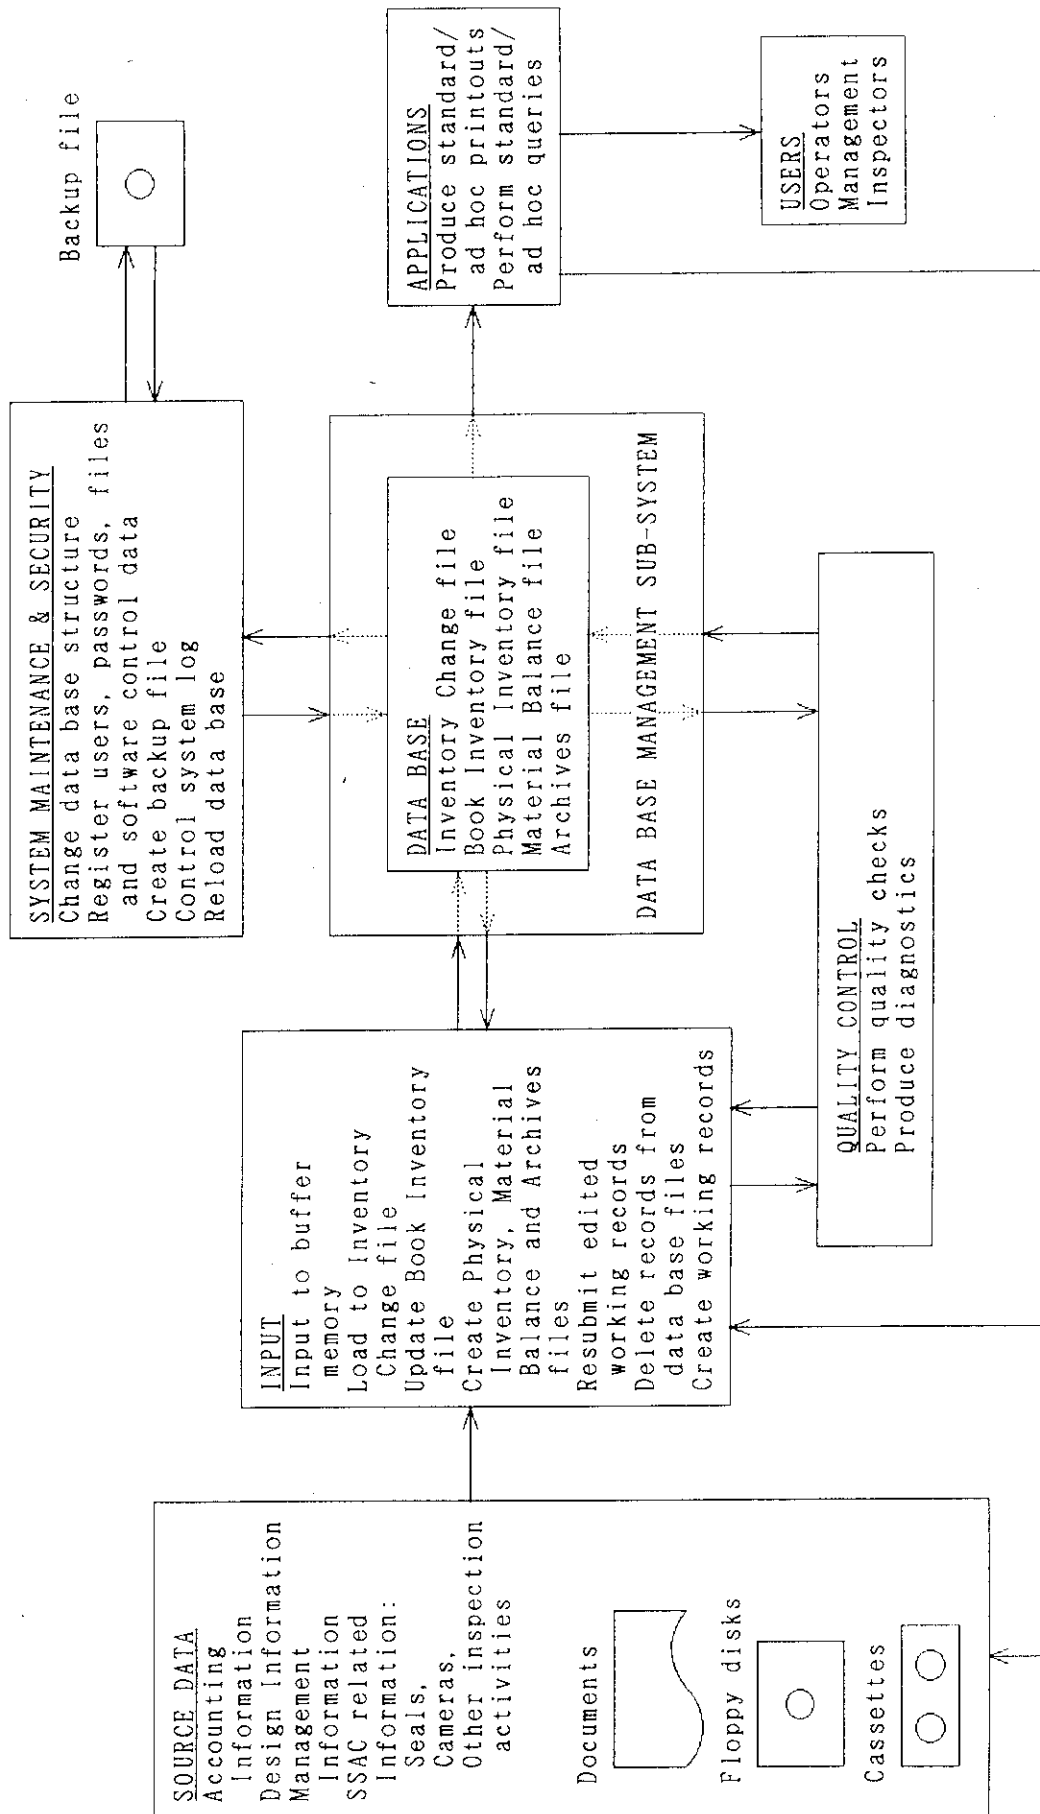 SOURCE DATA
Accounting
Information
Design Information
Management
Information
SSAC related
Information:
Seals,
Cameras,
Other inspection
activities
Documents
Floppy disks
Cassettes
INPUT
Input to buffer
memory
Load to Inventory
Change file
Update Book Inventory
file
Create Physical
Inventory, Material
Balance and Archives
files
Resubmit edited
working records
Delete records from
data base files
Create working records
SYSTEM MAINTENANCE & SECURITY
Change data base structure
Register users, passwords, files
and software control data
Create backup file
Control system log
Reload data base
Backup file
DATA BASE
Inventory Change file
Book Inventory file
Physical Inventory file
Material Balance file
Archives file
DATA BASE MANAGEMENT SUB-SYSTEM
QUALITY CONTROL
Perform quality checks
Produce diagnostics
APPLICATIONS
Produce standard/
ad hoc printouts
Perform standard/
ad hoc queries
USERS
Operators
Management
Inspectors